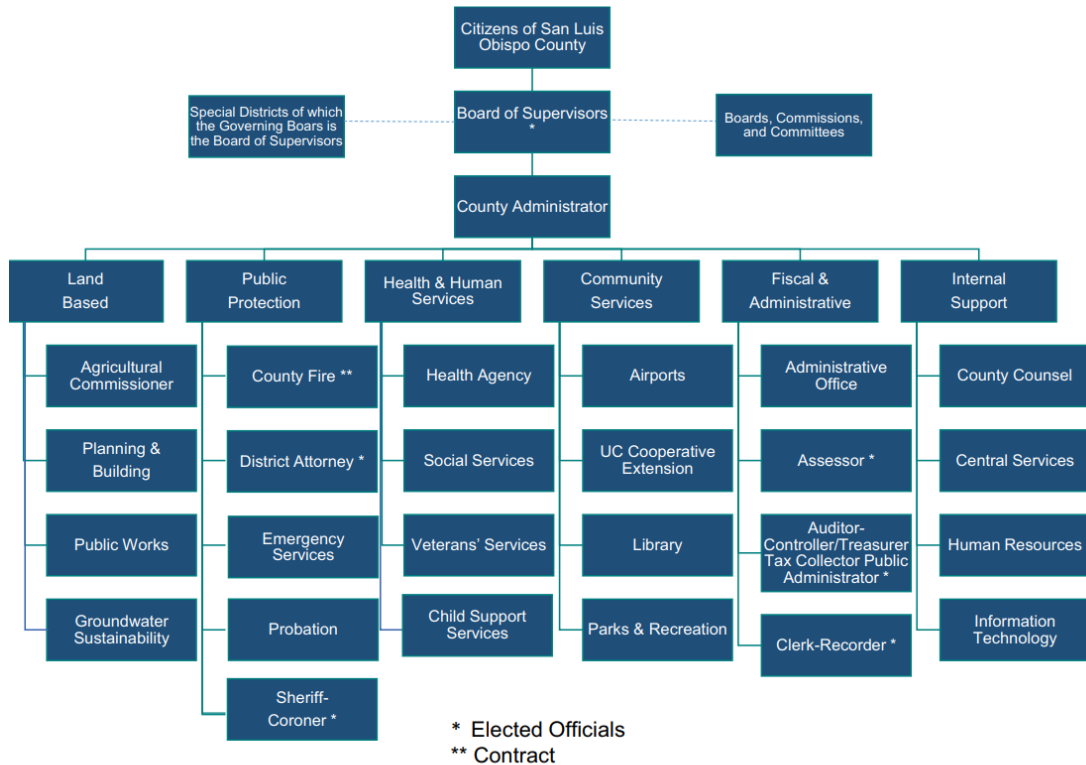 Citizens of San Luis
Obispo County
Special Districts of which
the Governing Boars is
the Board of Supervisors
Board of Supervisors
*
Boards, Commissions,
and Committees
County Administrator
Land
Based
Public
Protection
Health & Human
Services
Community
Services
Fiscal &
Administrative
Internal
Support
Agricultural
Commissioner
County Fire **
Health Agency
Airports
Administrative
Office
County Counsel
Planning &
Building
District Attorney *
Social Services
UC Cooperative
Extension
Assessor *
Central Services
Public Works
Emergency
Services
Veterans' Services
Library
Auditor-
Controller/Treasurer
Tax Collector Public
Administrator *
Human Resources
Groundwater
Sustainability
Probation
Child Support
Services
Parks & Recreation
Clerk-Recorder *
Information
Technology
Sheriff-
Coroner *
* Elected Officials
** Contract